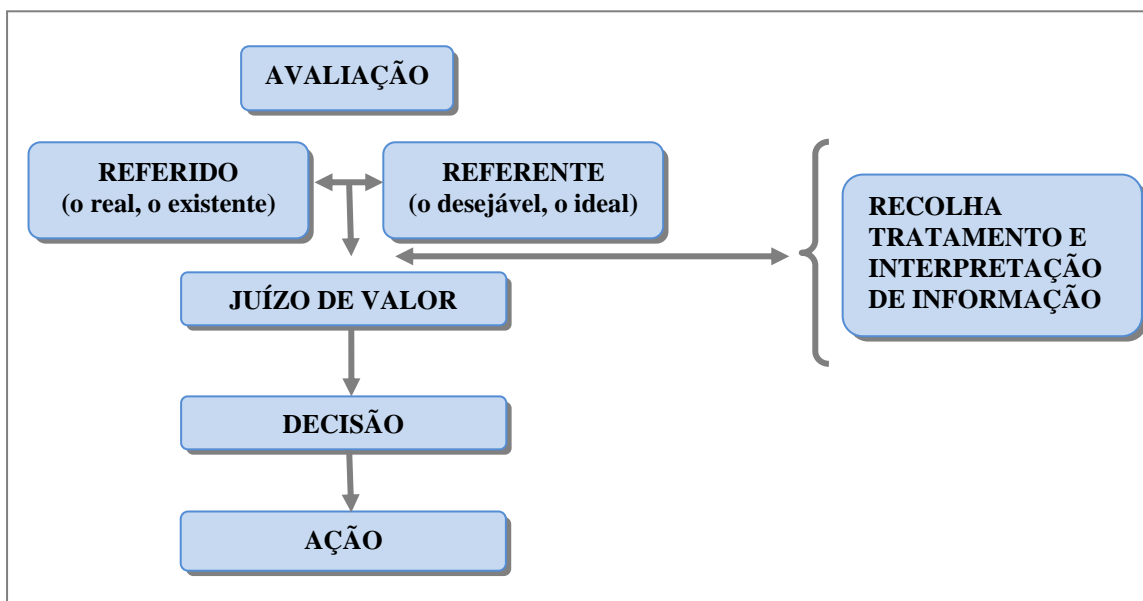 AVALIAÇÃO
REFERIDO
(o real, o existente)
REFERENTE
(o desejável, o ideal)
RECOLHA
TRATAMENTO E
INTERPRETAÇÃO
DE INFORMAÇÃO
JUÍZO DE VALOR
DECISÃO
AÇÃO